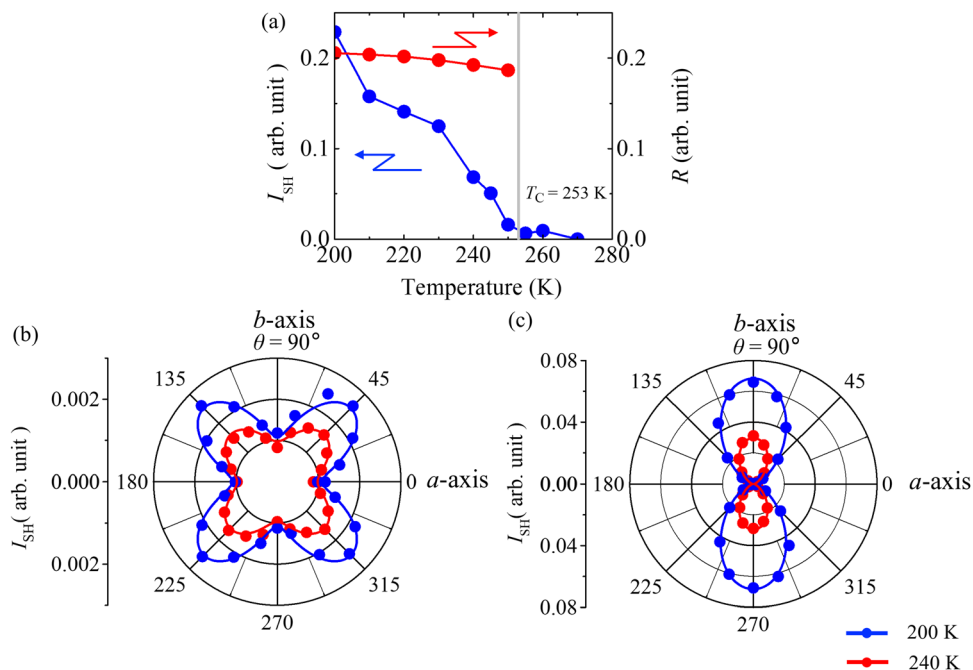 (a)
0.2
0.1
0.0
I_SH ( arb. unit )
0.2
0.1
0.0
R (arb. unit)
T_C = 253 K
200 220 240 260 280
Temperature (K)
(b)
b-axis
θ = 90°
135
45
180
0
a-axis
225
315
270
0.002
0.000
0.002
I_SH ( arb. unit )
(c)
b-axis
θ = 90°
135
45
180
0
a-axis
225
315
270
0.08
0.04
0.00
0.04
0.08
I_SH ( arb. unit )
200 K
240 K